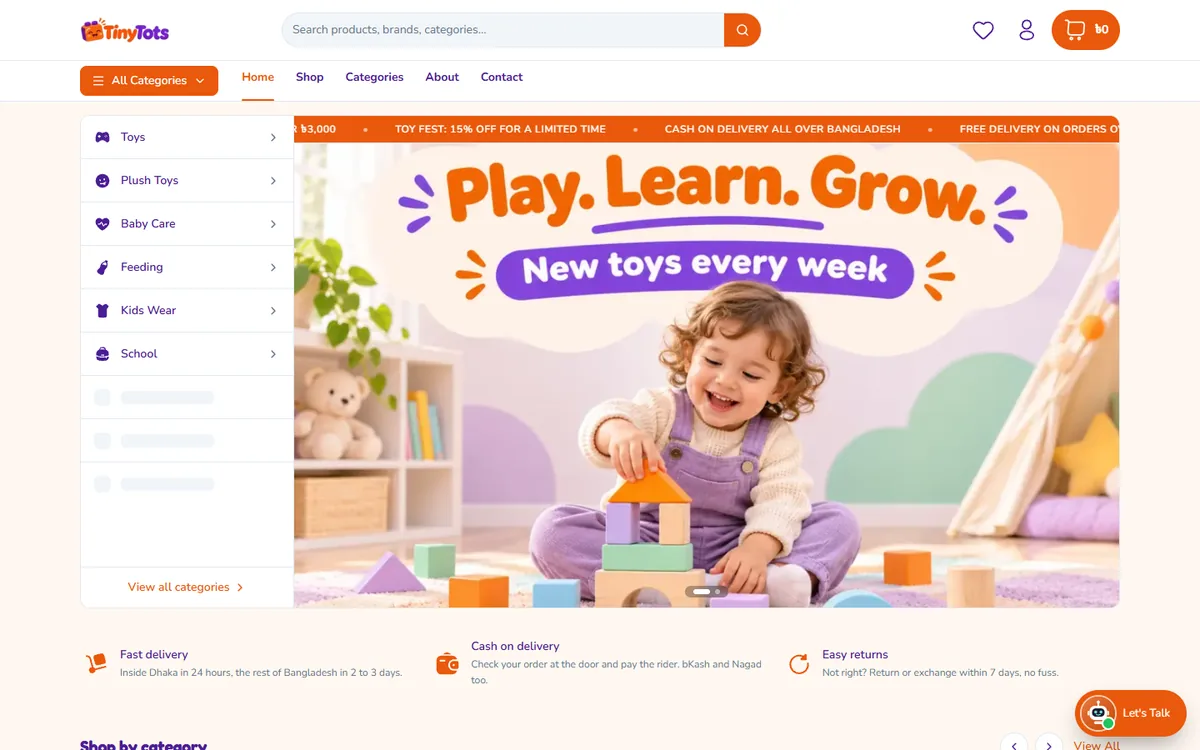 TinyTots
Search products, brands, categories...
৳0
All Categories
Home
Shop
Categories
About
Contact
Toys
Plush Toys
Baby Care
Feeding
Kids Wear
School
View all categories
R ৳3,000 • TOY FEST: 15% OFF FOR A LIMITED TIME • CASH ON DELIVERY ALL OVER BANGLADESH • FREE DELIVERY ON ORDERS OV
Play. Learn. Grow.
New toys every week
Fast delivery
Inside Dhaka in 24 hours, the rest of Bangladesh in 2 to 3 days.
Cash on delivery
Check your order at the door and pay the rider. bKash and Nagad
too.
Easy returns
Not right? Return or exchange within 7 days, no fuss.
Let's Talk
Shop by category
View All